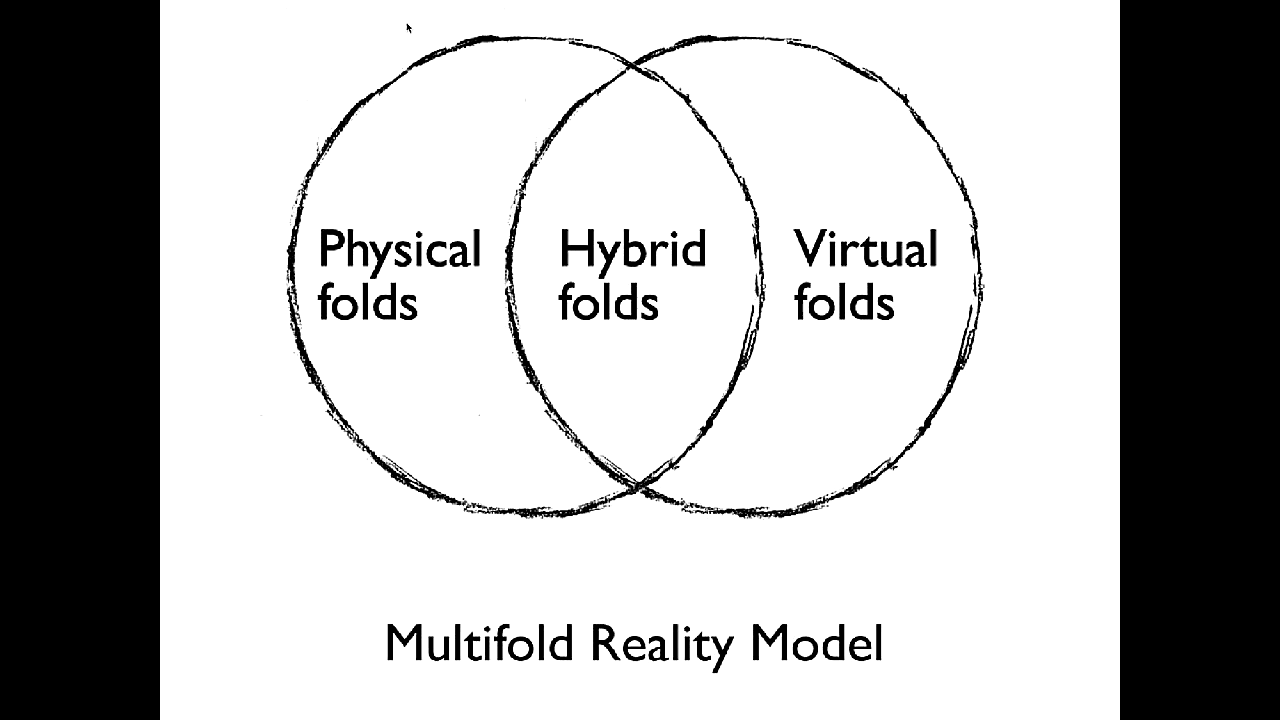 Physical
folds
Hybrid
folds
Virtual
folds
Multifold Reality Model